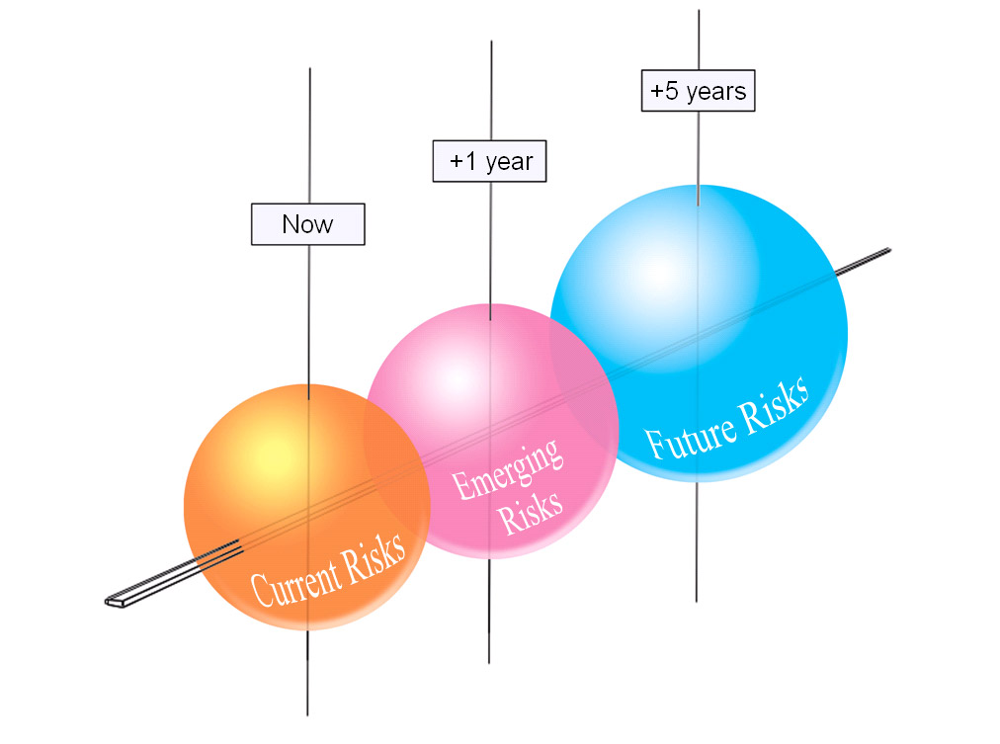 +5 years
+1 year
Now
Future Risks
Emerging
Risks
Current Risks